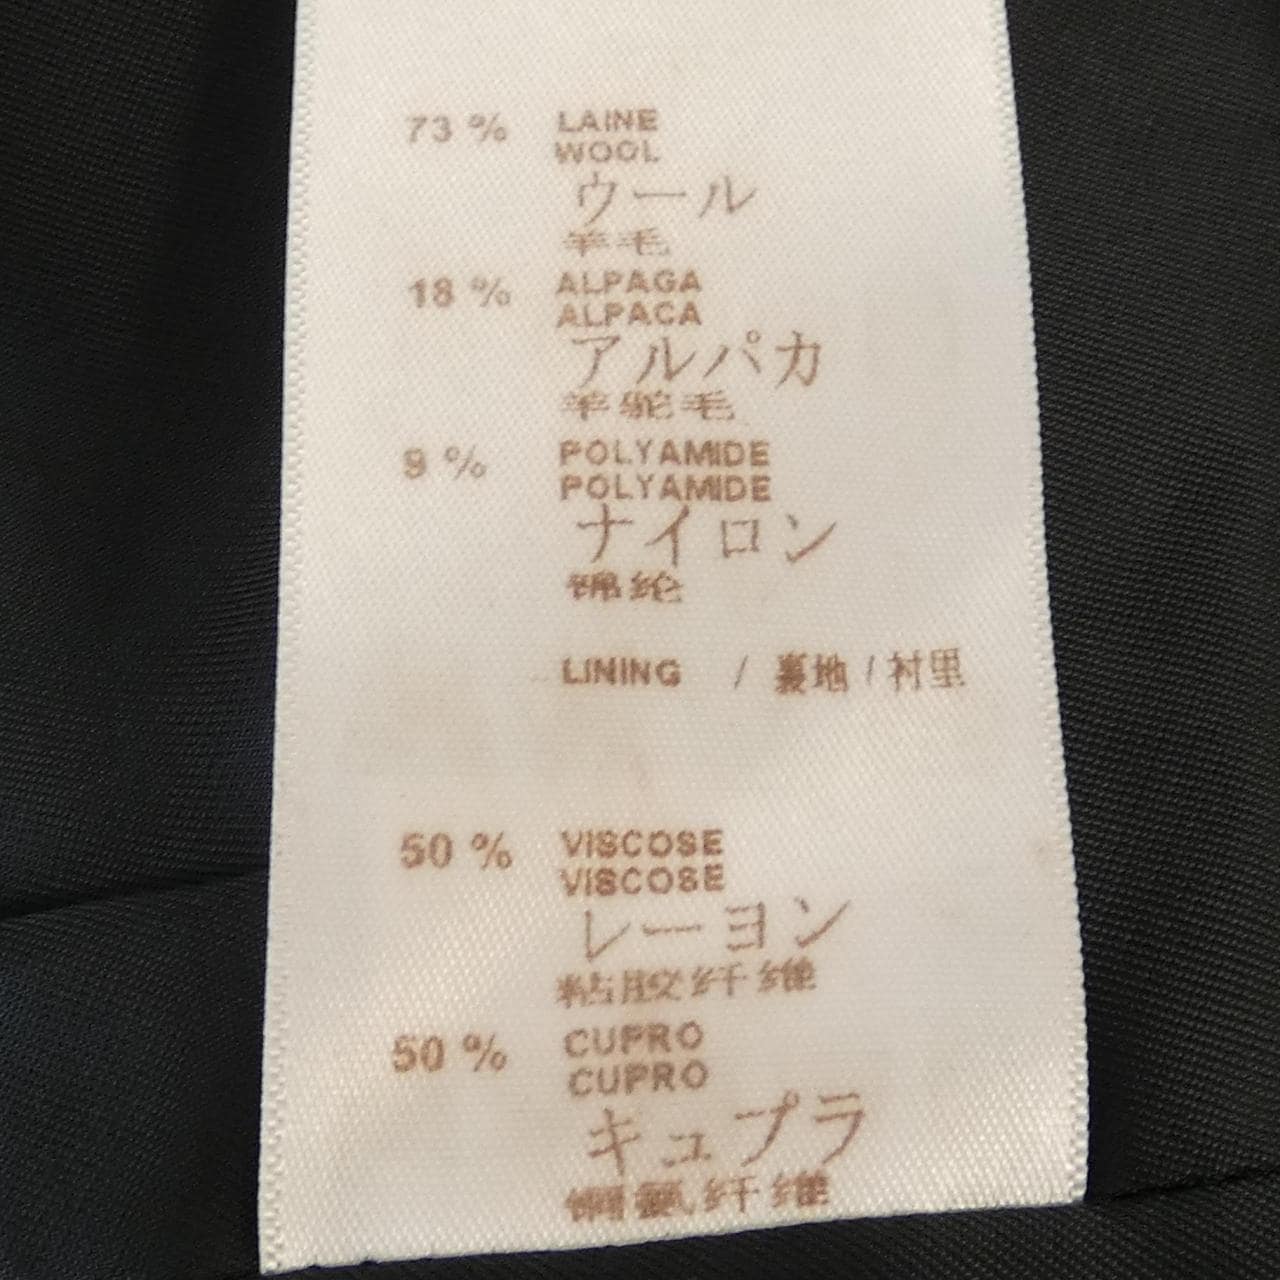 73 % LAINE
WOOL
ウール
羊毛
18 % ALPAGA
ALPACA
アルパカ
羊驼毛
9 % POLYAMIDE
POLYAMIDE
ナイロン
锦纶
LINING / 裏地 / 衬里
50 % VISCOSE
VISCOSE
レーヨン
粘胶纤维
50 % CUPRO
CUPRO
キュプラ
铜氨纤维